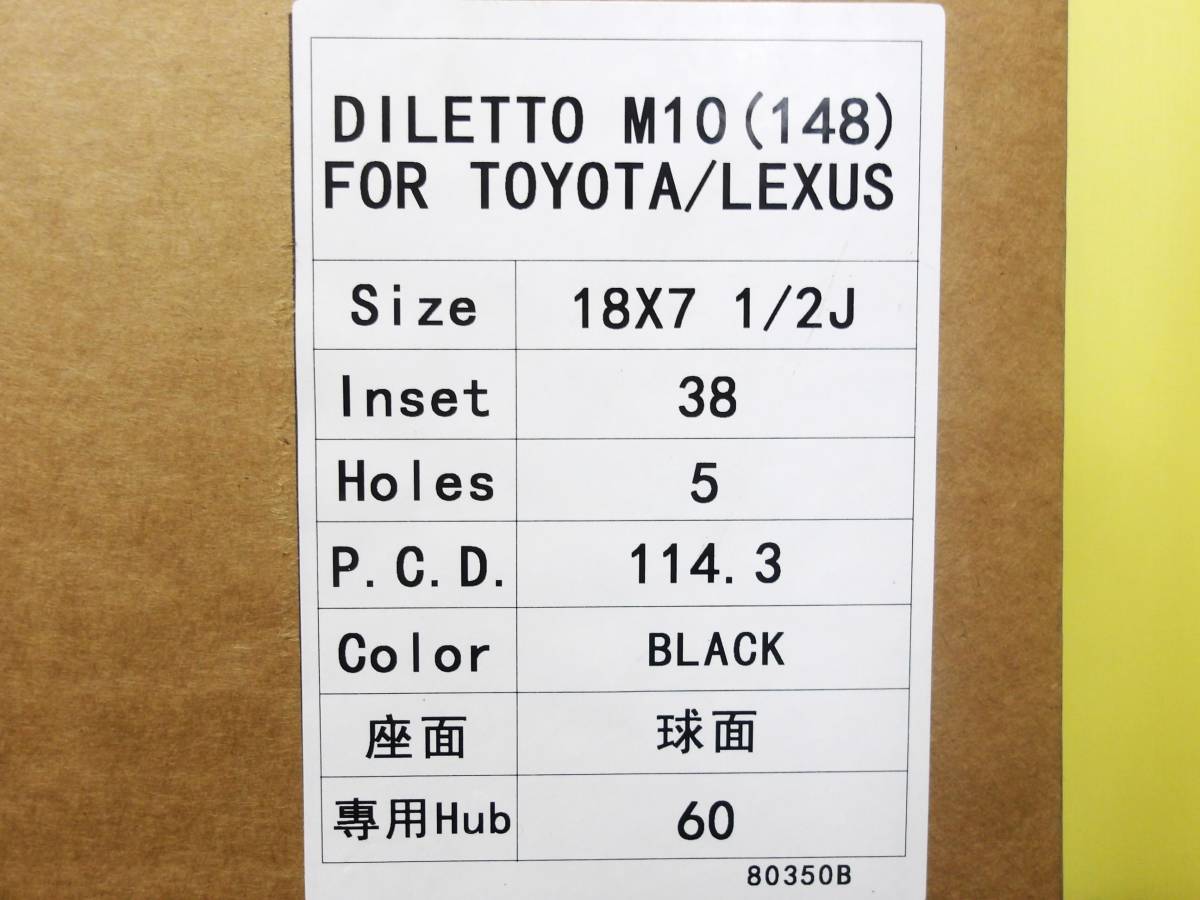 DILETTO M10(148)
FOR TOYOTA/LEXUS
Size 18X7 1/2J
Inset 38
Holes 5
P.C.D. 114.3
Color BLACK
座面 球面
專用Hub 60
80350B